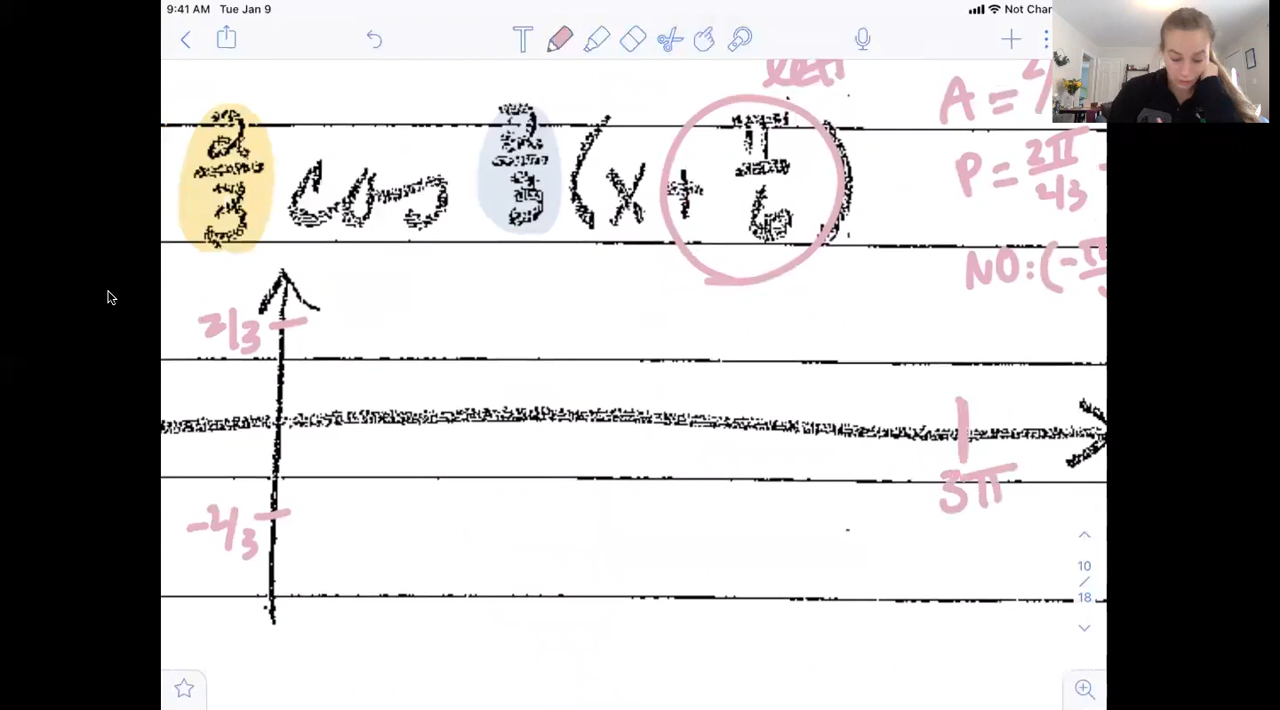 9:41 AM Tue Jan 9
Not Char
T
left
2/3 cos 2/3 (x + π/6)
A = 2/
P = 2π / 2/3
NO: (-π/
2/3
-2/3
3π
10
/
18